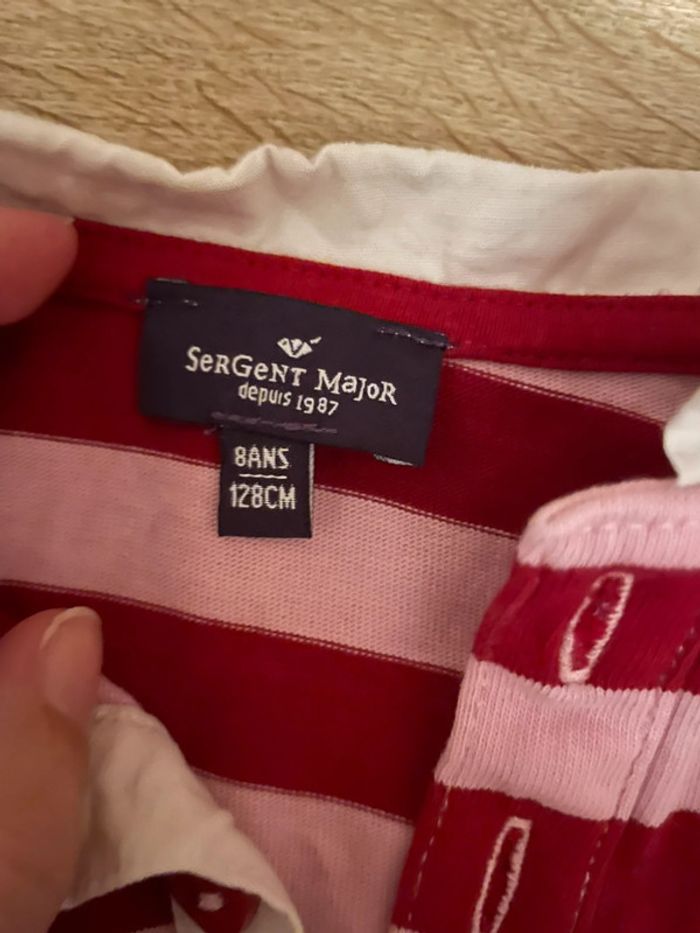 SeRGeNT MaJoR
depuis 1987
8ANS
128CM